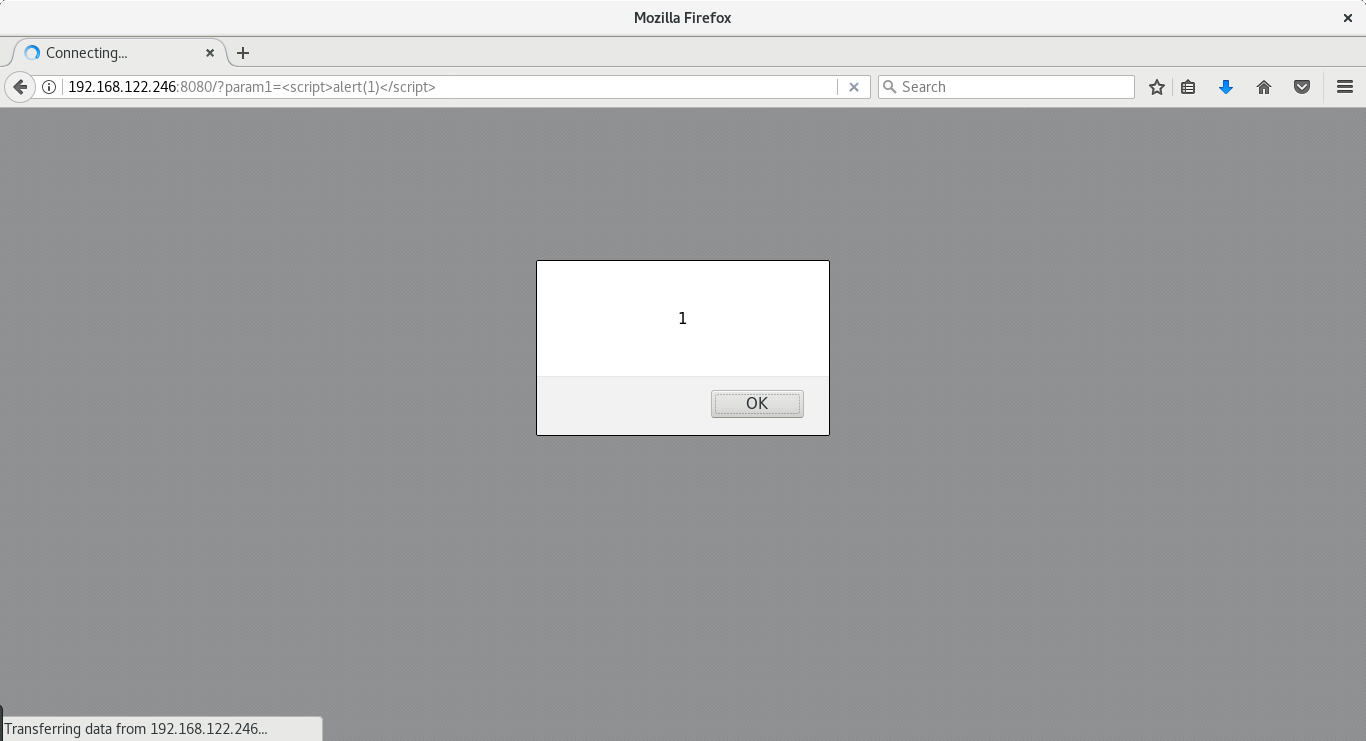 Mozilla Firefox
Connecting...
192.168.122.246:8080/?param1=<script>alert(1)</script>
Search
1
OK
Transferring data from 192.168.122.246...